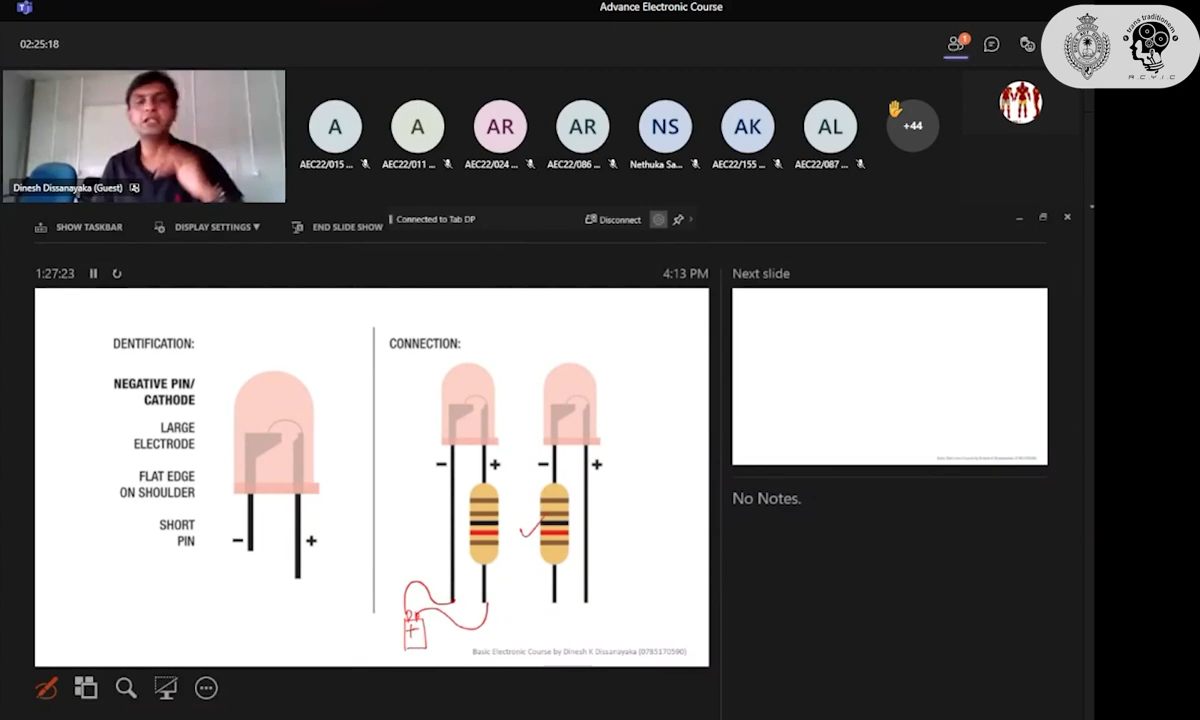 Advance Electronic Course
02:25:18
1
trans traditionem
R.C.Y.I.C
A
A
AR
AR
NS
AK
AL
+44
AEC22/015 ...
AEC22/011 ...
AEC22/024 ...
AEC22/086 ...
Nethuka Sa...
AEC22/155 ...
AEC22/087 ...
Dinesh Dissanayaka (Guest)
SHOW TASKBAR
DISPLAY SETTINGS ▼
END SLIDE SHOW
Connected to Tab DP
Disconnect
1:27:23
4:13 PM
Next slide
DENTIFICATION:
NEGATIVE PIN/
CATHODE
LARGE
ELECTRODE
FLAT EDGE
ON SHOULDER
SHORT
PIN
- +
CONNECTION:
- +
- +
+
Basic Electronic Course by Dinesh K Dissanayaka (0785170590)
No Notes.